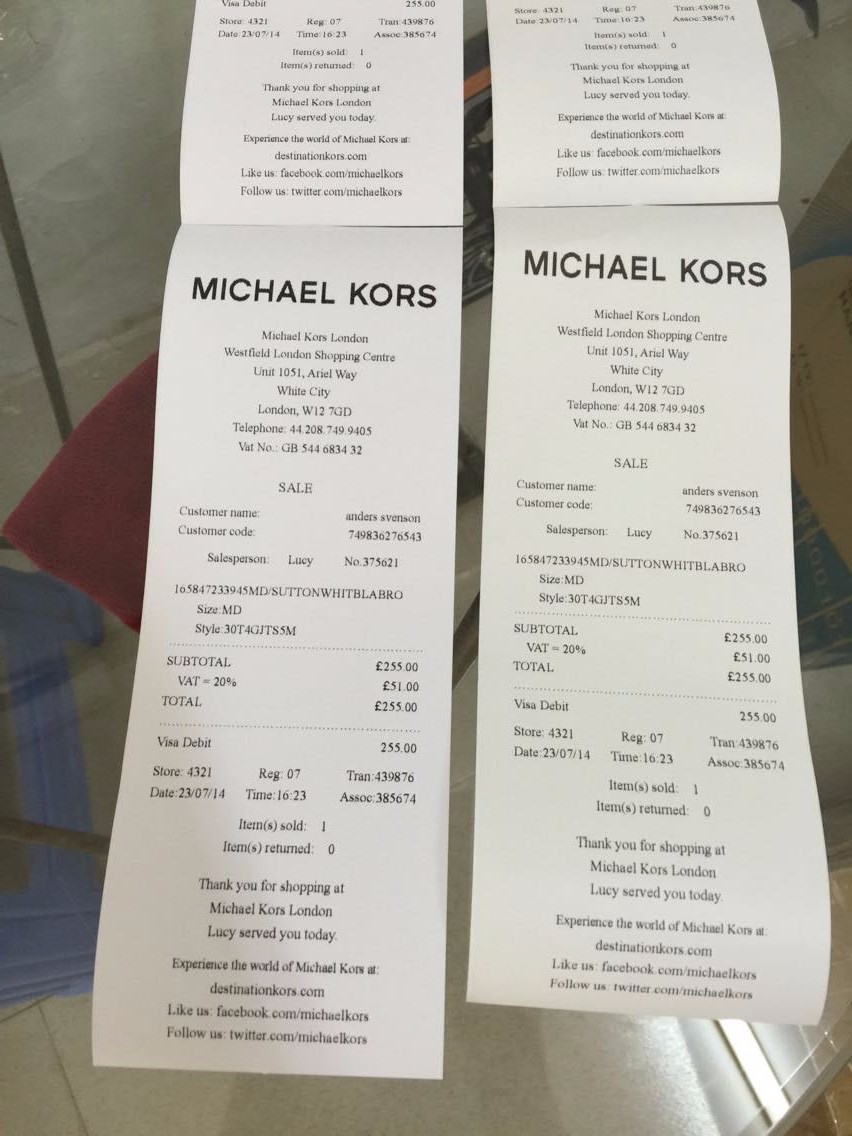 Visa Debit 255.00
Store: 4321 Reg: 07 Tran:439876
Date:23/07/14 Time:16:23 Assoc:385674
Item(s) sold: 1
Item(s) returned: 0
Thank you for shopping at
Michael Kors London
Lucy served you today.
Experience the world of Michael Kors at:
destinationkors.com
Like us: facebook.com/michaelkors
Follow us: twitter.com/michaelkors
MICHAEL KORS
Michael Kors London
Westfield London Shopping Centre
Unit 1051, Ariel Way
White City
London, W12 7GD
Telephone: 44.208.749.9405
Vat No.: GB 544 6834 32
SALE
Customer name: anders svenson
Customer code: 749836276543
Salesperson: Lucy No.375621
165847233945MD/SUTTONWHITBLABRO
Size:MD
Style:30T4GJTS5M
SUBTOTAL £255.00
VAT = 20% £51.00
TOTAL £255.00
Visa Debit 255.00
Store: 4321 Reg: 07 Tran:439876
Date:23/07/14 Time:16:23 Assoc:385674
Item(s) sold: 1
Item(s) returned: 0
Thank you for shopping at
Michael Kors London
Lucy served you today.
Experience the world of Michael Kors at:
destinationkors.com
Like us: facebook.com/michaelkors
Follow us: twitter.com/michaelkors
Store: 4321 Reg: 07 Tran:439876
Date:23/07/14 Time:16:23 Assoc:385674
Item(s) sold: 1
Item(s) returned: 0
Thank you for shopping at
Michael Kors London
Lucy served you today.
Experience the world of Michael Kors at:
destinationkors.com
Like us: facebook.com/michaelkors
Follow us: twitter.com/michaelkors
MICHAEL KORS
Michael Kors London
Westfield London Shopping Centre
Unit 1051, Ariel Way
White City
London, W12 7GD
Telephone: 44.208.749.9405
Vat No.: GB 544 6834 32
SALE
Customer name: anders svenson
Customer code: 749836276543
Salesperson: Lucy No.375621
165847233945MD/SUTTONWHITBLABRO
Size:MD
Style:30T4GJTS5M
SUBTOTAL £255.00
VAT = 20% £51.00
TOTAL £255.00
Visa Debit 255.00
Store: 4321 Reg: 07 Tran:439876
Date:23/07/14 Time:16:23 Assoc:385674
Item(s) sold: 1
Item(s) returned: 0
Thank you for shopping at
Michael Kors London
Lucy served you today.
Experience the world of Michael Kors at:
destinationkors.com
Like us: facebook.com/michaelkors
Follow us: twitter.com/michaelkors